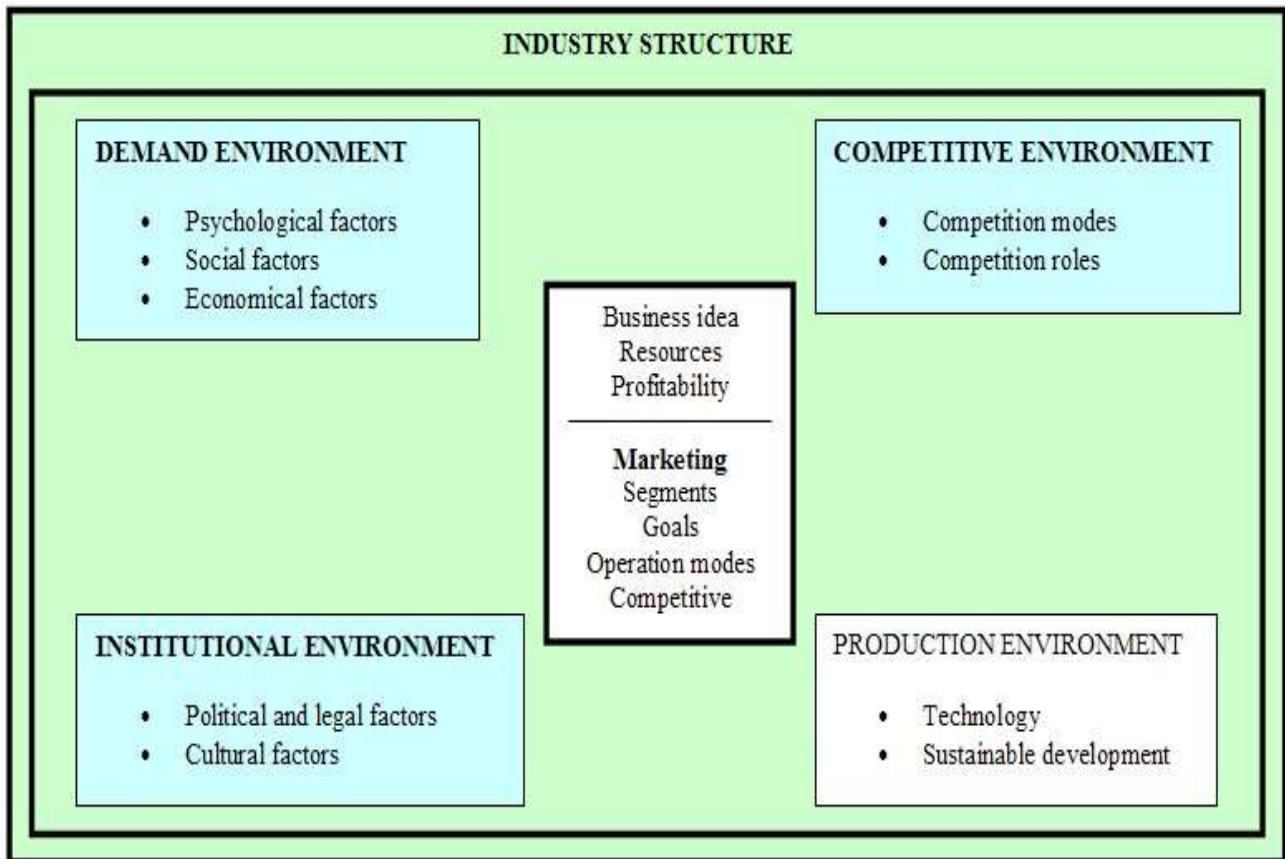 INDUSTRY STRUCTURE
DEMAND ENVIRONMENT
• Psychological factors
• Social factors
• Economical factors
COMPETITIVE ENVIRONMENT
• Competition modes
• Competition roles
Business idea
Resources
Profitability
Marketing
Segments
Goals
Operation modes
Competitive
INSTITUTIONAL ENVIRONMENT
• Political and legal factors
• Cultural factors
PRODUCTION ENVIRONMENT
• Technology
• Sustainable development